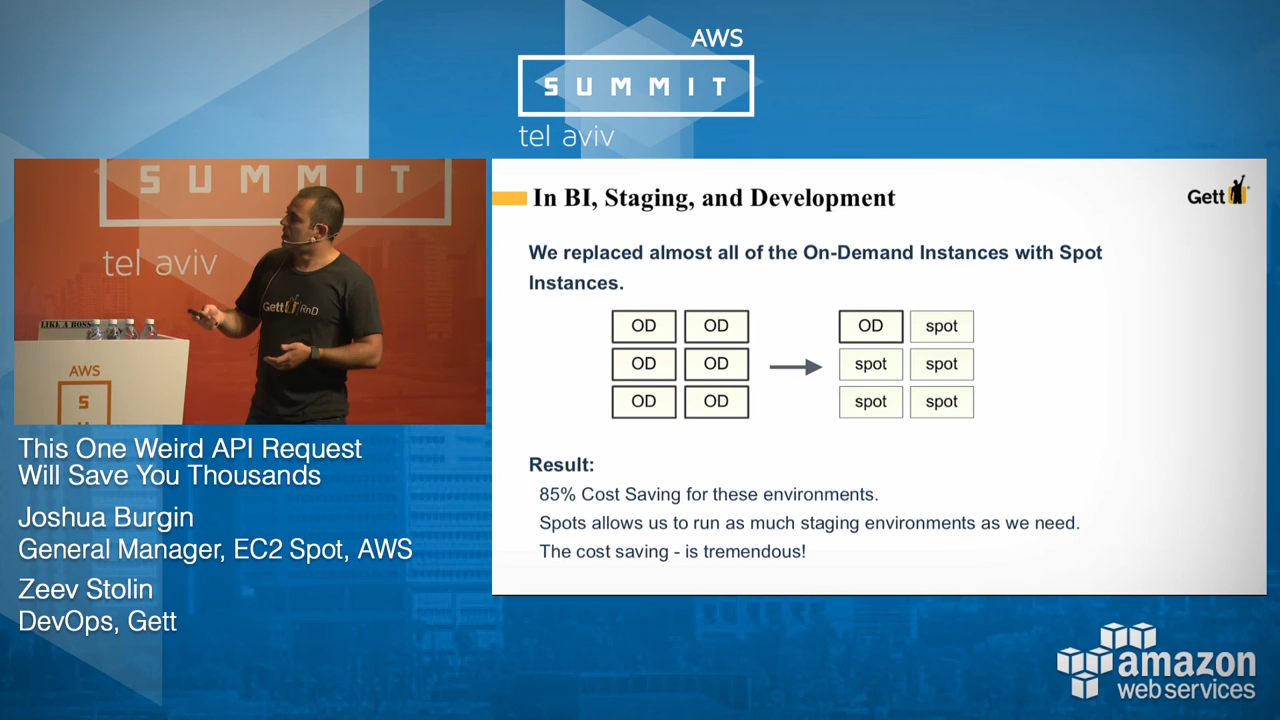 AWS
SUMMIT
tel aviv
SUMMIT
tel aviv
Gett RnD
LIKE A BOSS
AWS
S
In BI, Staging, and Development
Gett
We replaced almost all of the On-Demand Instances with Spot
Instances.
OD OD OD spot
OD OD spot spot
OD OD spot spot
Result:
85% Cost Saving for these environments.
Spots allows us to run as much staging environments as we need.
The cost saving - is tremendous!
This One Weird API Request
Will Save You Thousands
Joshua Burgin
General Manager, EC2 Spot, AWS
Zeev Stolin
DevOps, Gett
amazon
web services